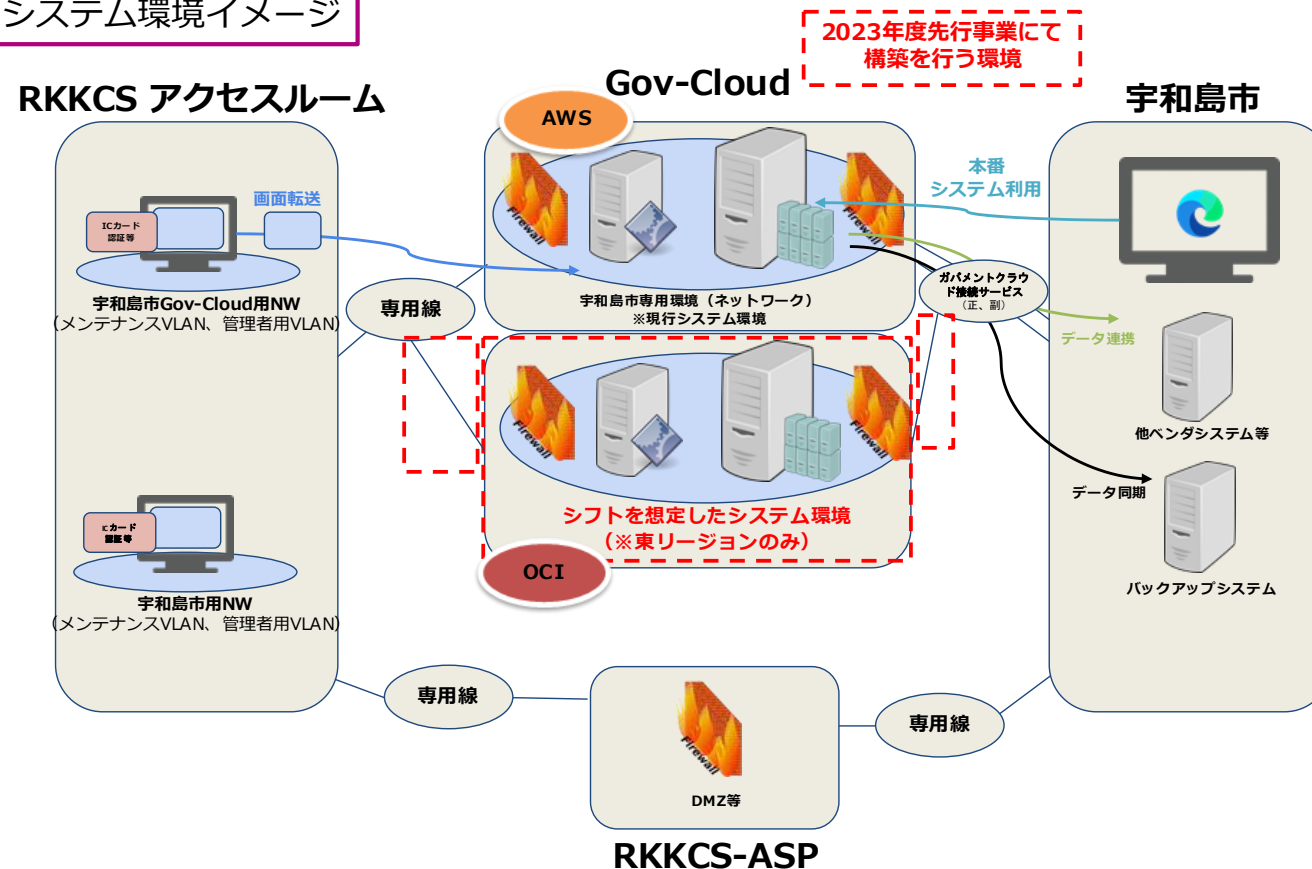 システム環境イメージ
2023年度先行事業にて
構築を行う環境
RKKCS アクセスルーム
Gov-Cloud
宇和島市
AWS
本番
システム利用
画面転送
ICカード
認証等
Firewall
Firewall
宇和島市Gov-Cloud用NW
(メンテナンスVLAN、管理者用VLAN)
専用線
宇和島市専用環境（ネットワーク）
※現行システム環境
ガバメントクラウ
ド接続サービス
（正、副）
データ連携
Firewall
Firewall
他ベンダシステム等
シフトを想定したシステム環境
（※東リージョンのみ）
OCI
データ同期
バックアップシステム
ICカード
認証等
宇和島市用NW
(メンテナンスVLAN、管理者用VLAN)
専用線
Firewall
専用線
DMZ等
RKKCS-ASP